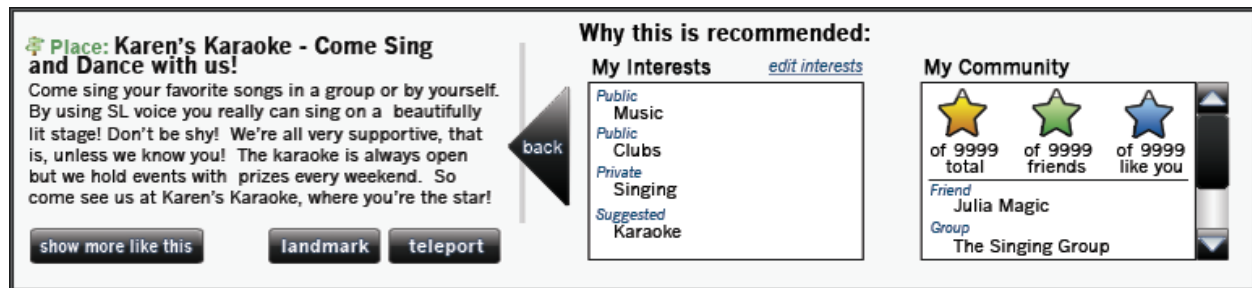 Place: Karen's Karaoke - Come Sing
and Dance with us!
Come sing your favorite songs in a group or by yourself.
By using SL voice you really can sing on a beautifully
lit stage! Don't be shy! We're all very supportive, that
is, unless we know you! The karaoke is always open
but we hold events with prizes every weekend. So
come see us at Karen's Karaoke, where you're the star!
show more like this
landmark
teleport
back
Why this is recommended:
My Interests
edit interests
Public
Music
Public
Clubs
Private
Singing
Suggested
Karaoke
My Community
of 9999 of 9999 of 9999
total friends like you
Friend
Julia Magic
Group
The Singing Group